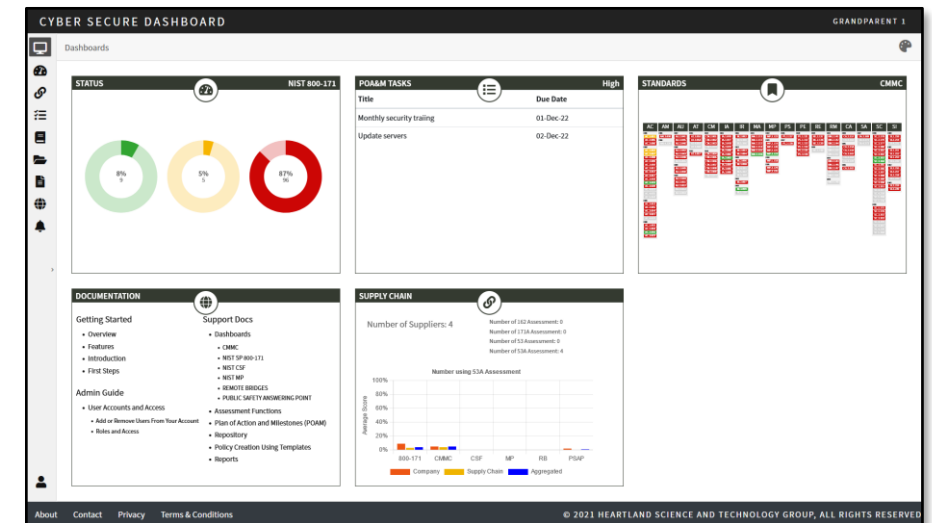 CYBER SECURE DASHBOARD
GRANDPARENT 1
Dashboards
STATUS
NIST 800-171
8%
9
5%
5
87%
96
POA&M TASKS
High
Title
Due Date
Monthly security traiing
01-Dec-22
Update servers
02-Dec-22
STANDARDS
CMMC
AC AM AU AT CM IA IR MA MP PS PE RE RM CA SA SC SI
DOCUMENTATION
Getting Started
• Overview
• Features
• Introduction
• First Steps
Admin Guide
• User Accounts and Access
• Add or Remove Users From Your Account
• Roles and Access
Support Docs
• Dashboards
• CMMC
• NIST SP 800-171
• NIST CSF
• NIST MP
• REMOTE BRIDGES
• PUBLIC SAFETY ANSWERING POINT
• Assessment Functions
• Plan of Action and Milestones (POAM)
• Repository
• Policy Creation Using Templates
• Reports
SUPPLY CHAIN
Number of Suppliers: 4
Number of 162 Assessment: 0
Number of 171A Assessment: 0
Number of 53 Assessment: 0
Number of 53A Assessment: 4
Number using 53A Assessment
Average Score
100%
80%
60%
40%
20%
0%
800-171 CMMC CSF MP RB PSAP
Company Supply Chain Aggregated
About Contact Privacy Terms & Conditions
© 2021 HEARTLAND SCIENCE AND TECHNOLOGY GROUP, ALL RIGHTS RESERVED